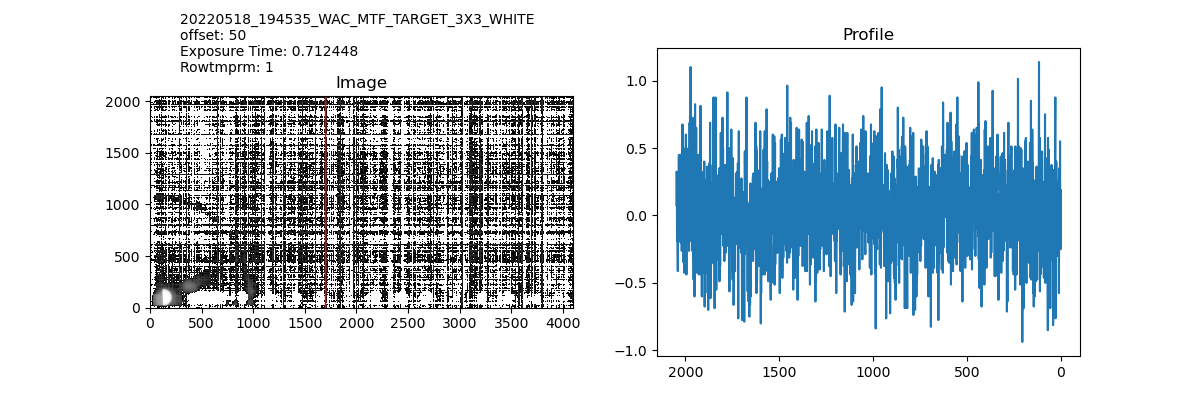 20220518_194535_WAC_MTF_TARGET_3X3_WHITE
offset: 50
Exposure Time: 0.712448
Rowtmprm: 1
Image
2000
1500
1000
500
0
0 500 1000 1500 2000 2500 3000 3500 4000
Profile
1.0
0.5
0.0
−0.5
−1.0
2000 1500 1000 500 0